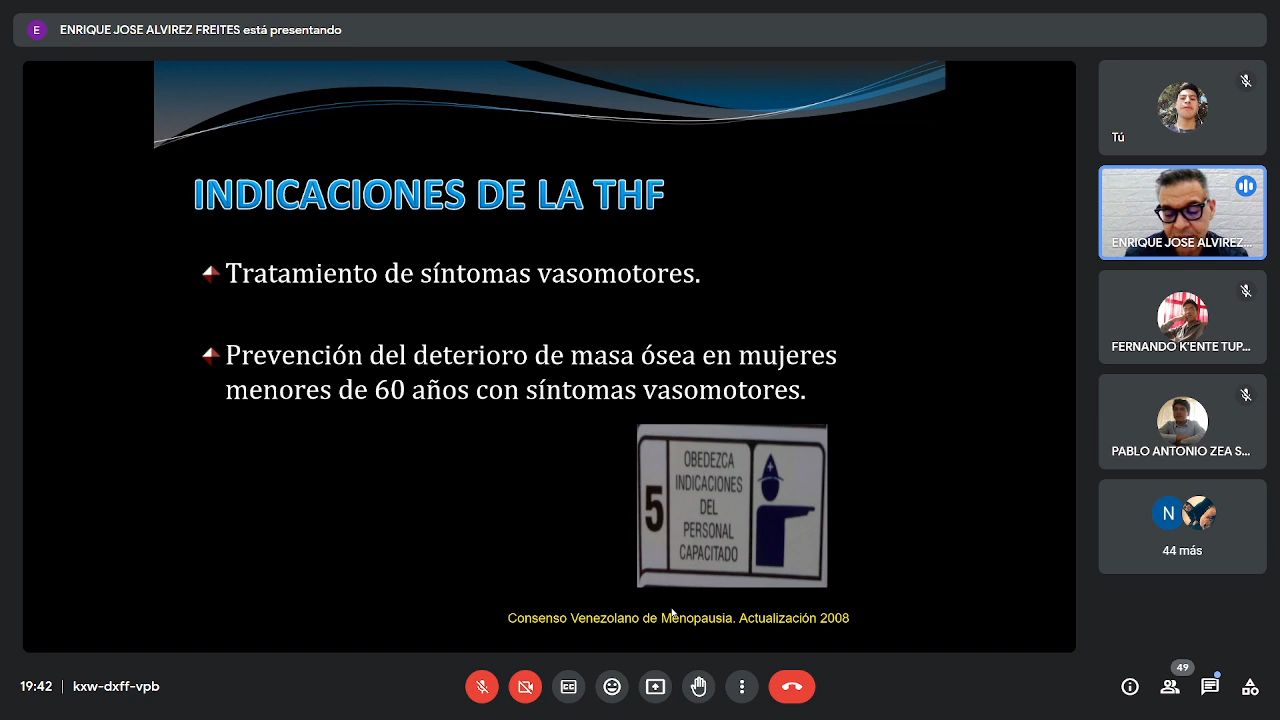 E
ENRIQUE JOSE ALVIREZ FREITES está presentando
INDICACIONES DE LA THF
Tratamiento de síntomas vasomotores.
Prevención del deterioro de masa ósea en mujeres
menores de 60 años con síntomas vasomotores.
5
OBEDEZCA
INDICACIONES
DEL
PERSONAL
CAPACITADO
Consenso Venezolano de Menopausia. Actualización 2008
Tú
ENRIQUE JOSE ALVIREZ...
FERNANDO K'ENTE TUP...
PABLO ANTONIO ZEA S...
N
44 más
19:42 | kxw-dxff-vpb
49